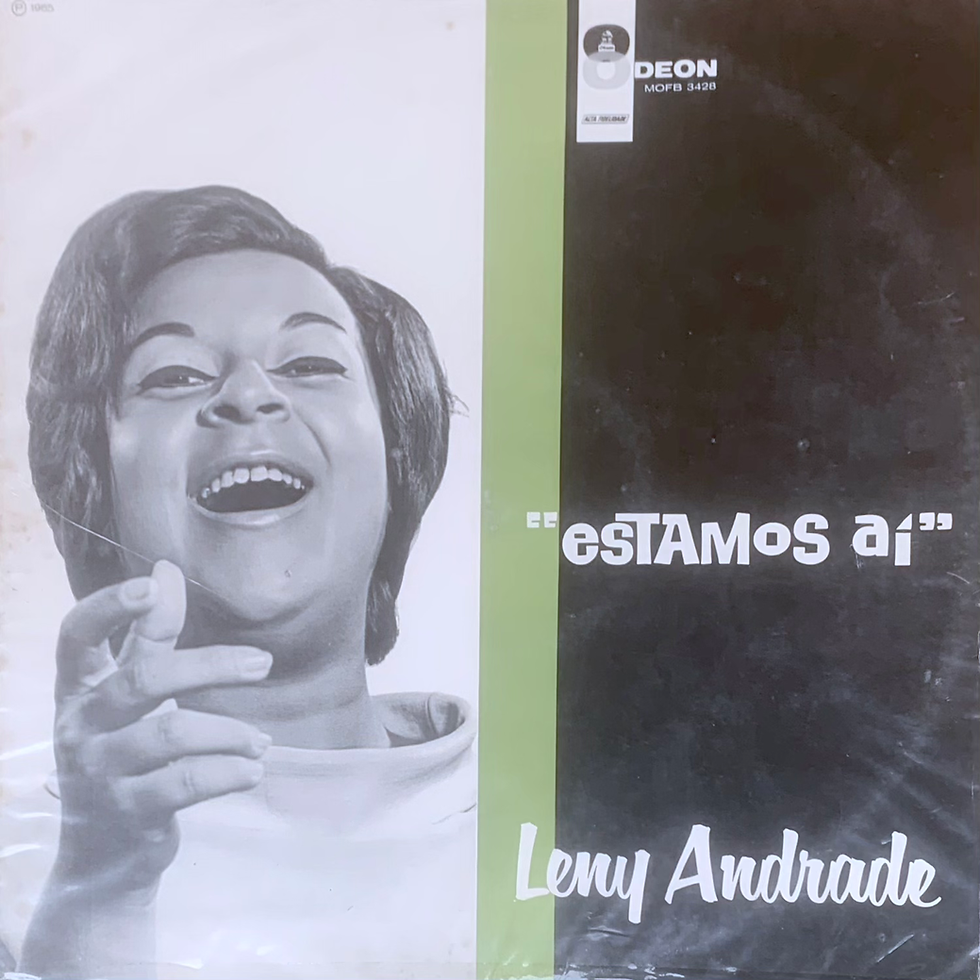 ℗ 1965
ODEON
MOFB 3428
ALTA FIDELIDADE
“ESTAMOS Aí”
Leny Andrade